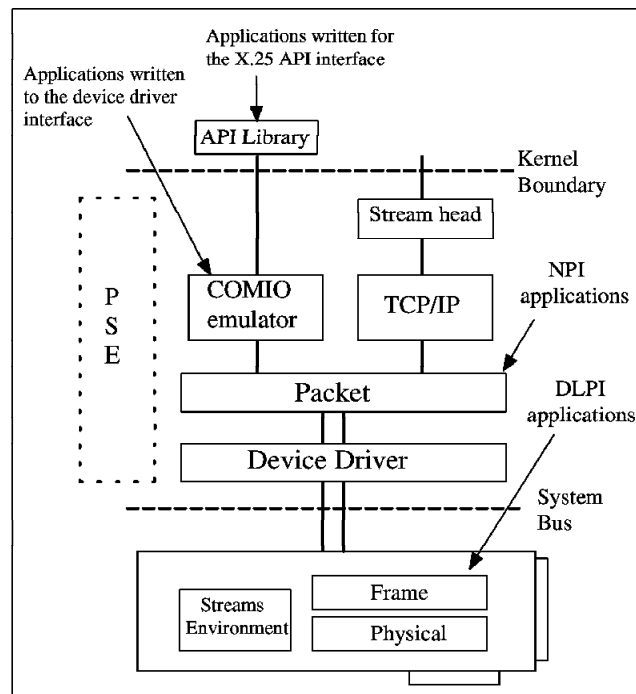 Applications written for
the X.25 API interface
Applications written
to the device driver
interface
API Library
Kernel
Boundary
Stream head
P
S
E
COMIO
emulator
TCP/IP
NPI
applications
Packet
DLPI
applications
Device Driver
System
Bus
Streams
Environment
Frame
Physical